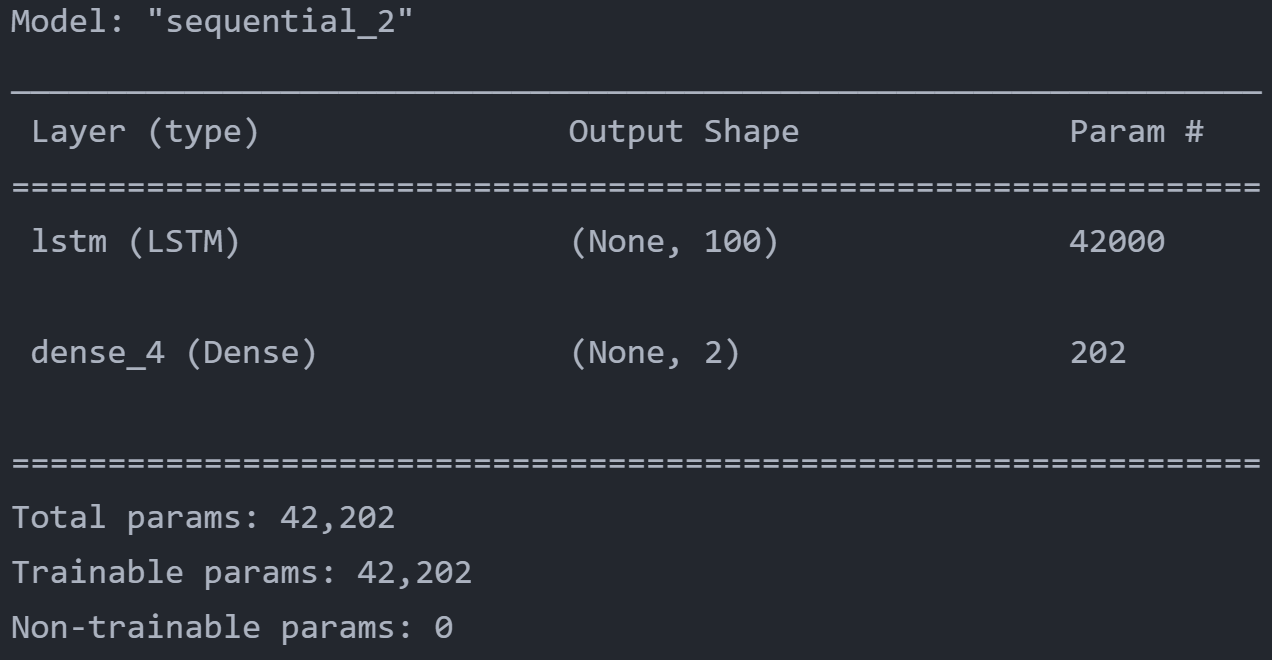 Model: "sequential_2"
_________________________________________________________________
Layer (type) Output Shape Param #
=================================================================
lstm (LSTM) (None, 100) 42000
dense_4 (Dense) (None, 2) 202
=================================================================
Total params: 42,202
Trainable params: 42,202
Non-trainable params: 0